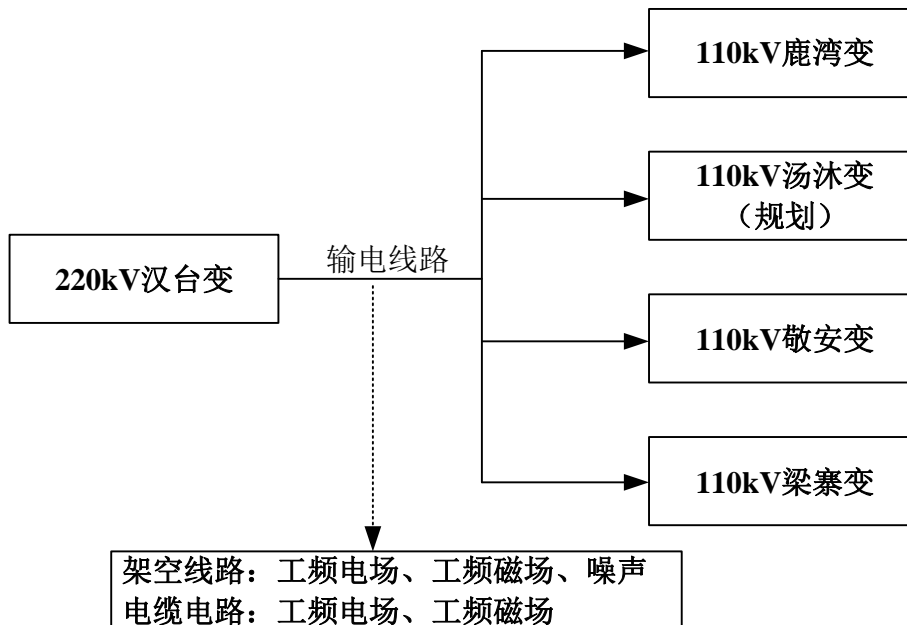 110kV鹿湾变
110kV汤沐变
（规划）
220kV汉台变
输电线路
110kV敬安变
110kV梁寨变
架空线路：工频电场、工频磁场、噪声
电缆电路：工频电场、工频磁场